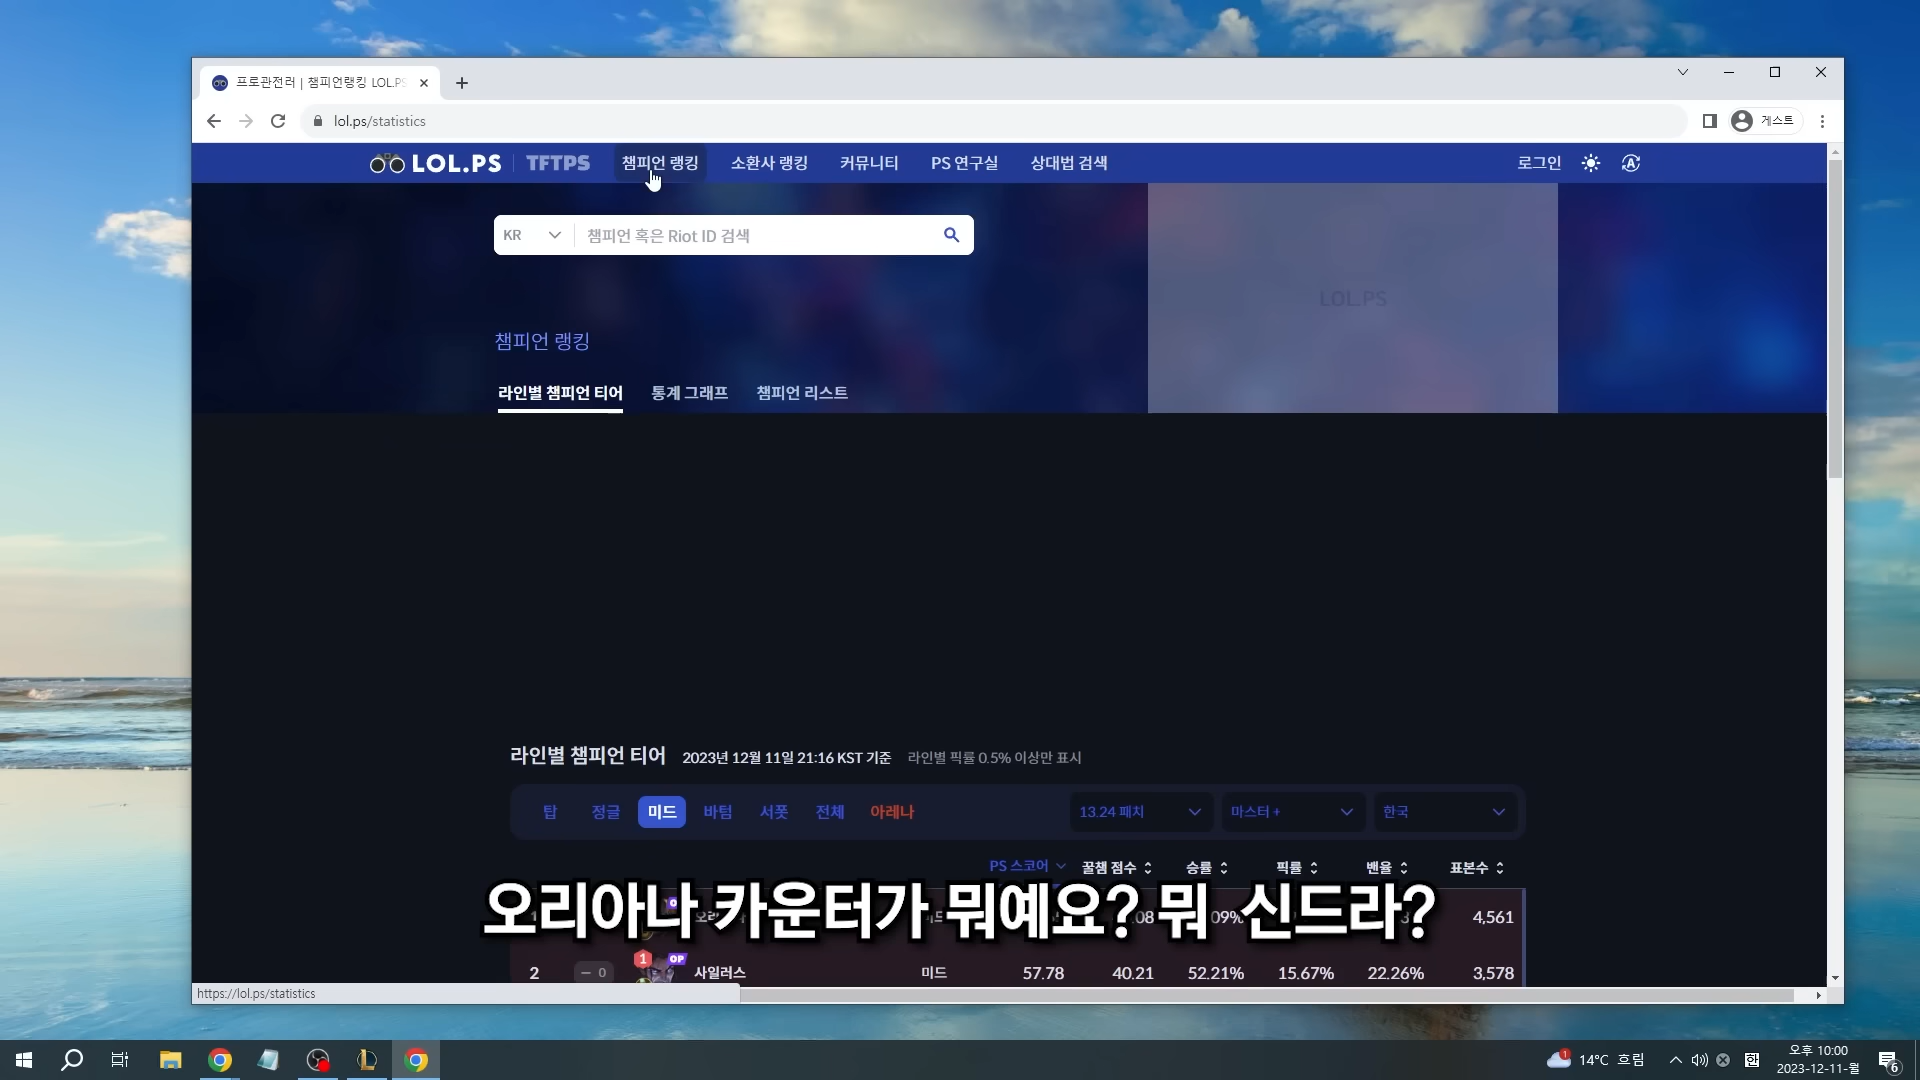 프로관전러 | 챔피언랭킹 LOL.PS
lol.ps/statistics
게스트
LOL.PS TFTPS 챔피언 랭킹 소환사 랭킹 커뮤니티 PS 연구실 상대법 검색 로그인
KR 챔피언 혹은 Riot ID 검색
LOL.PS
챔피언 랭킹
라인별 챔피언 티어 통계 그래프 챔피언 리스트
라인별 챔피언 티어 2023년 12월 11일 21:16 KST 기준 라인별 픽률 0.5% 이상만 표시
탑 정글 미드 바텀 서폿 전체 아레나 13.24 패치 마스터 + 한국
PS 스코어 꿀챔 점수 승률 픽률 밴율 표본수
오리아나 카운터가 뭐예요? 뭐 신드라?
4,561
2 – 0 1 OP 사일러스 미드 57.78 40.21 52.21% 15.67% 22.26% 3,578
https://lol.ps/statistics
1 14°C 흐림 한 오후 10:00
2023-12-11-월 6